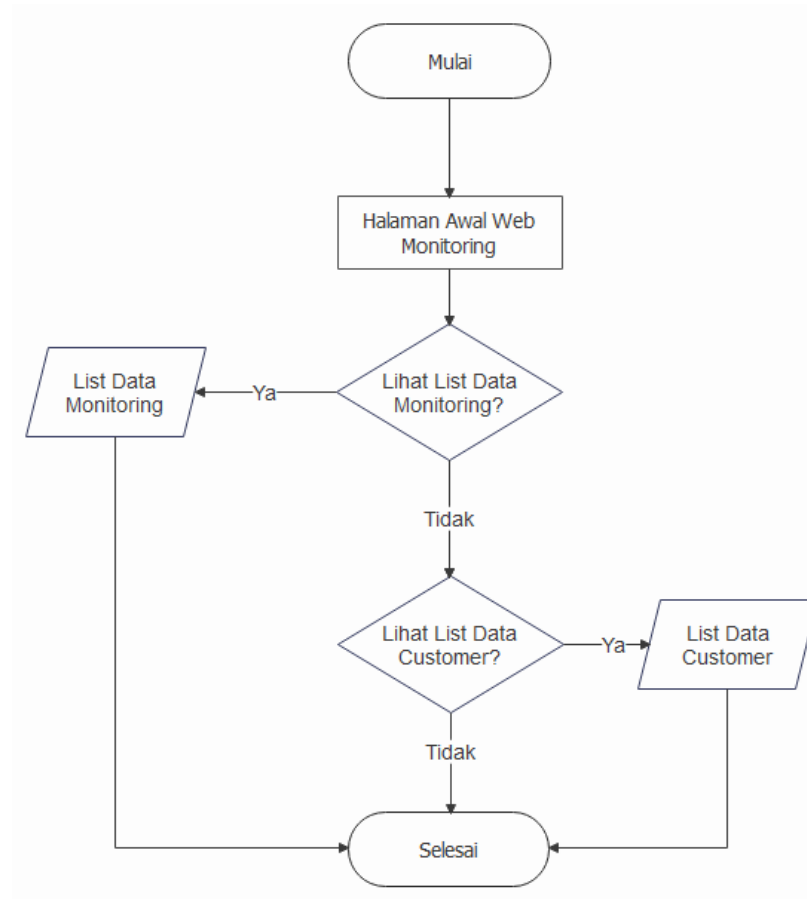 Mulai
Halaman Awal Web
Monitoring
Lihat List Data
Monitoring?
Ya
List Data
Monitoring
Tidak
Lihat List Data
Customer?
Ya
List Data
Customer
Tidak
Selesai